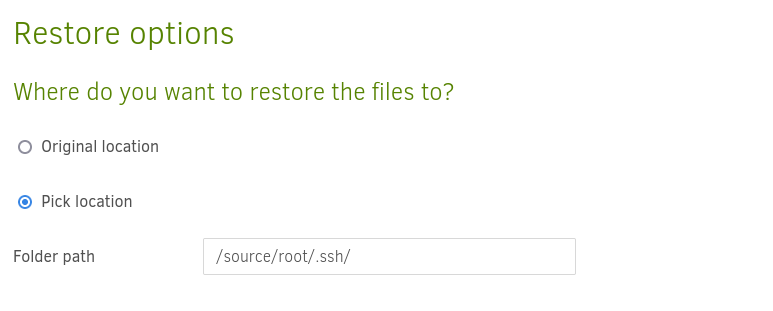 Restore options
Where do you want to restore the files to?
Original location
Pick location
Folder path /source/root/.ssh/